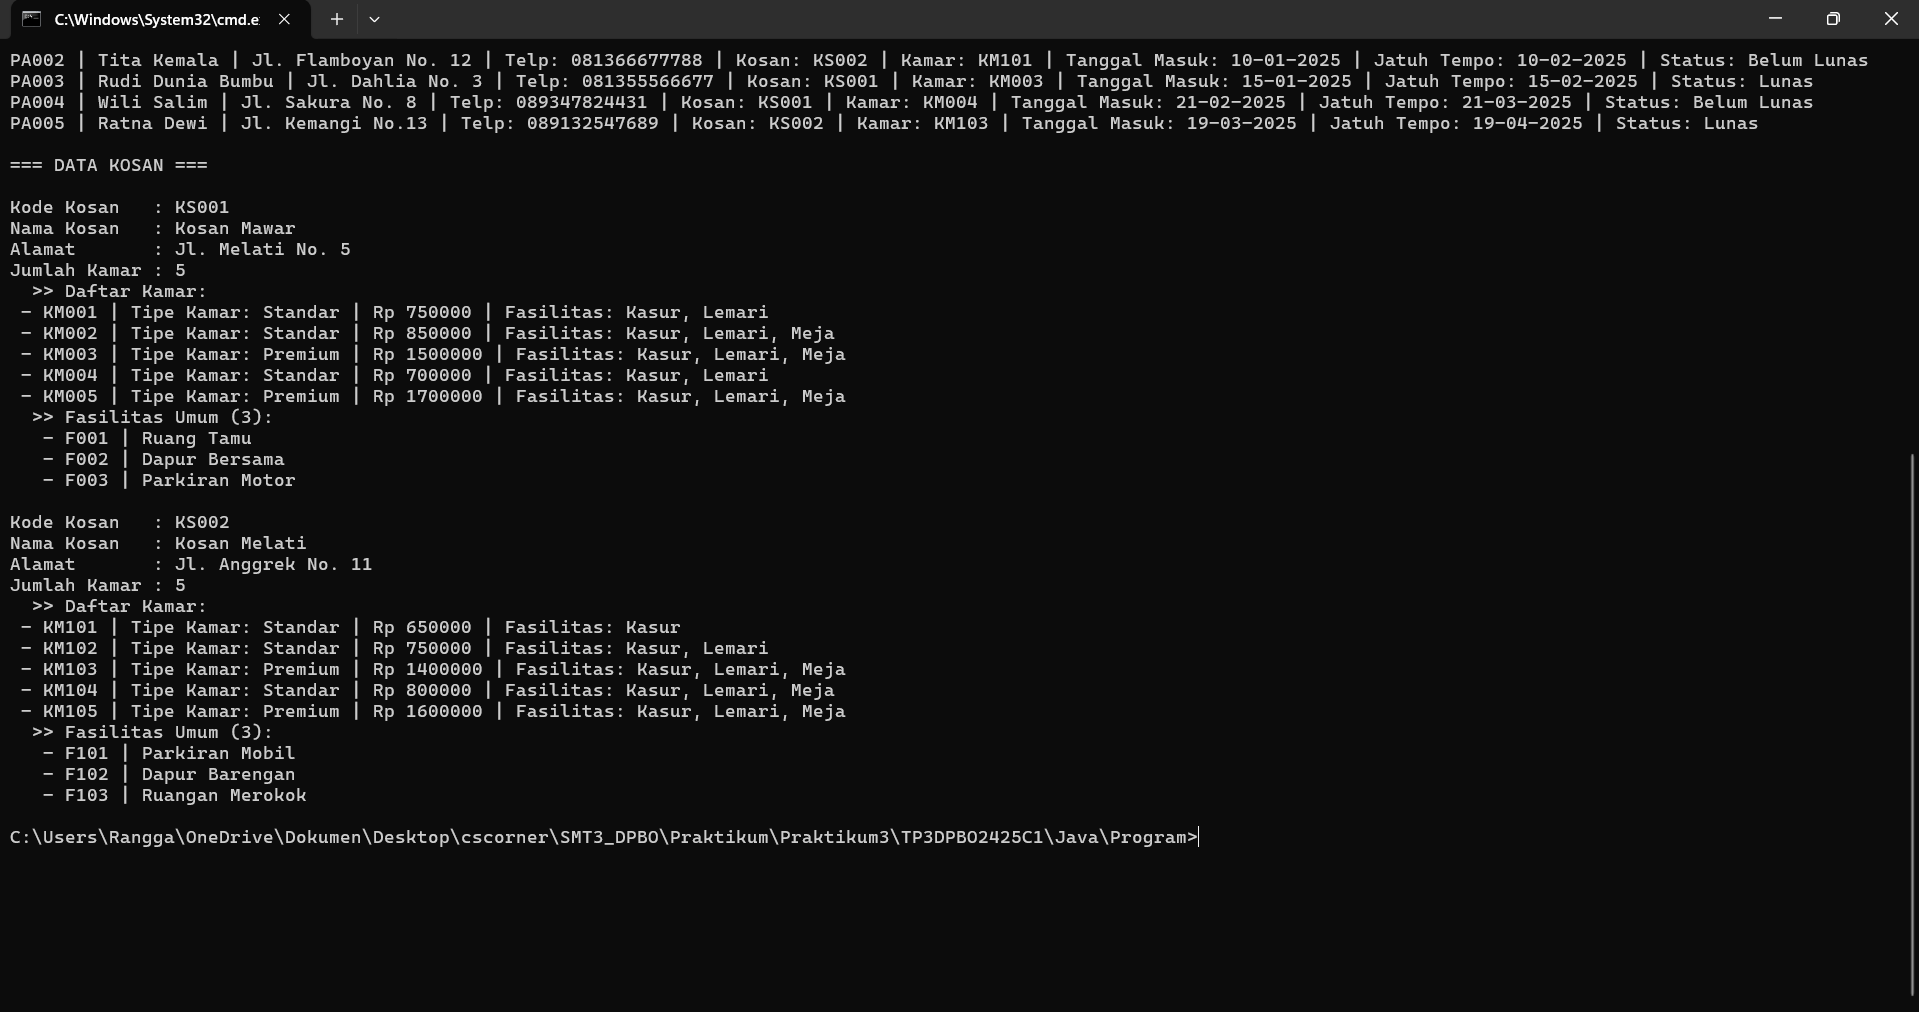 C:\Windows\System32\cmd.e
PA002 | Tita Kemala | Jl. Flamboyan No. 12 | Telp: 081366677788 | Kosan: KS002 | Kamar: KM101 | Tanggal Masuk: 10-01-2025 | Jatuh Tempo: 10-02-2025 | Status: Belum Lunas
PA003 | Rudi Dunia Bumbu | Jl. Dahlia No. 3 | Telp: 081355566677 | Kosan: KS001 | Kamar: KM003 | Tanggal Masuk: 15-01-2025 | Jatuh Tempo: 15-02-2025 | Status: Lunas
PA004 | Wili Salim | Jl. Sakura No. 8 | Telp: 089347824431 | Kosan: KS001 | Kamar: KM004 | Tanggal Masuk: 21-02-2025 | Jatuh Tempo: 21-03-2025 | Status: Belum Lunas
PA005 | Ratna Dewi | Jl. Kemangi No.13 | Telp: 089132547689 | Kosan: KS002 | Kamar: KM103 | Tanggal Masuk: 19-03-2025 | Jatuh Tempo: 19-04-2025 | Status: Lunas
=== DATA KOSAN ===
Kode Kosan   : KS001
Nama Kosan   : Kosan Mawar
Alamat       : Jl. Melati No. 5
Jumlah Kamar : 5
  >> Daftar Kamar:
 - KM001 | Tipe Kamar: Standar | Rp 750000 | Fasilitas: Kasur, Lemari
 - KM002 | Tipe Kamar: Standar | Rp 850000 | Fasilitas: Kasur, Lemari, Meja
 - KM003 | Tipe Kamar: Premium | Rp 1500000 | Fasilitas: Kasur, Lemari, Meja
 - KM004 | Tipe Kamar: Standar | Rp 700000 | Fasilitas: Kasur, Lemari
 - KM005 | Tipe Kamar: Premium | Rp 1700000 | Fasilitas: Kasur, Lemari, Meja
  >> Fasilitas Umum (3):
   - F001 | Ruang Tamu
   - F002 | Dapur Bersama
   - F003 | Parkiran Motor
Kode Kosan   : KS002
Nama Kosan   : Kosan Melati
Alamat       : Jl. Anggrek No. 11
Jumlah Kamar : 5
  >> Daftar Kamar:
 - KM101 | Tipe Kamar: Standar | Rp 650000 | Fasilitas: Kasur
 - KM102 | Tipe Kamar: Standar | Rp 750000 | Fasilitas: Kasur, Lemari
 - KM103 | Tipe Kamar: Premium | Rp 1400000 | Fasilitas: Kasur, Lemari, Meja
 - KM104 | Tipe Kamar: Standar | Rp 800000 | Fasilitas: Kasur, Lemari, Meja
 - KM105 | Tipe Kamar: Premium | Rp 1600000 | Fasilitas: Kasur, Lemari, Meja
  >> Fasilitas Umum (3):
   - F101 | Parkiran Mobil
   - F102 | Dapur Barengan
   - F103 | Ruangan Merokok
C:\Users\Rangga\OneDrive\Dokumen\Desktop\cscorner\SMT3_DPBO\Praktikum\Praktikum3\TP3DPBO2425C1\Java\Program>